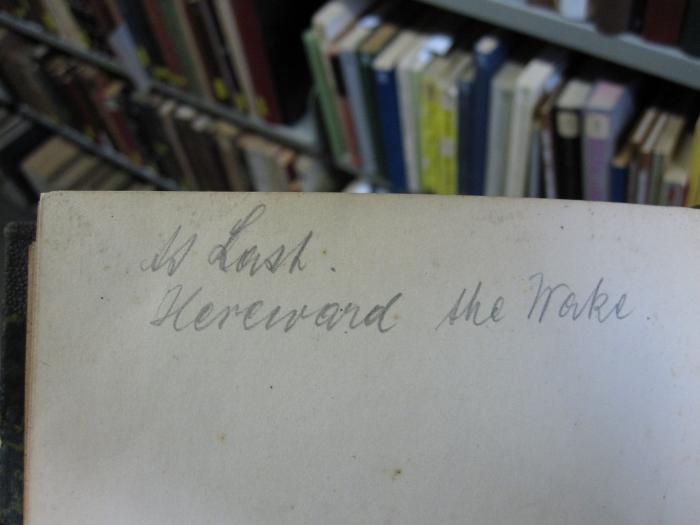 At Last.
Hereward the Wake.